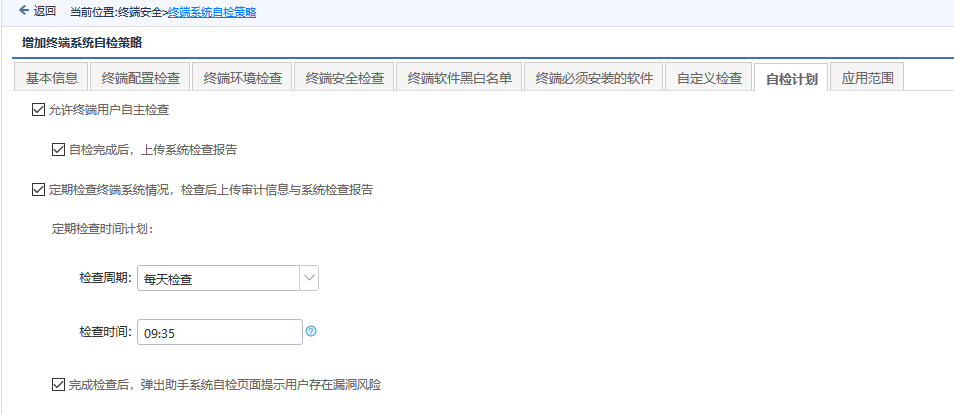 返回 当前位置:终端安全>终端系统自检策略
增加终端系统自检策略
基本信息 终端配置检查 终端环境检查 终端安全检查 终端软件黑白名单 终端必须安装的软件 自定义检查 自检计划 应用范围
允许终端用户自主检查
自检完成后，上传系统检查报告
定期检查终端系统情况，检查后上传审计信息与系统检查报告
定期检查时间计划：
检查周期： 每天检查
检查时间： 09:35
完成检查后，弹出助手系统自检页面提示用户存在漏洞风险